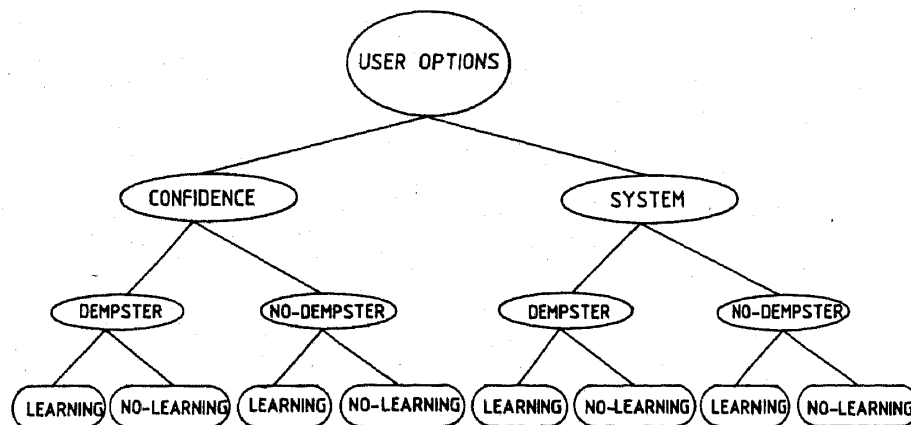 USER OPTIONS
CONFIDENCE SYSTEM
DEMPSTER NO-DEMPSTER DEMPSTER NO-DEMPSTER
LEARNING NO-LEARNING LEARNING NO-LEARNING LEARNING NO-LEARNING LEARNING NO-LEARNING